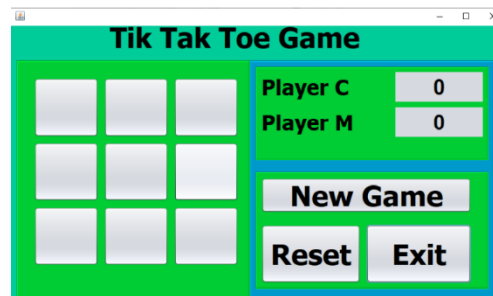 Tik Tak Toe Game
Player C 0
Player M 0
New Game
Reset Exit